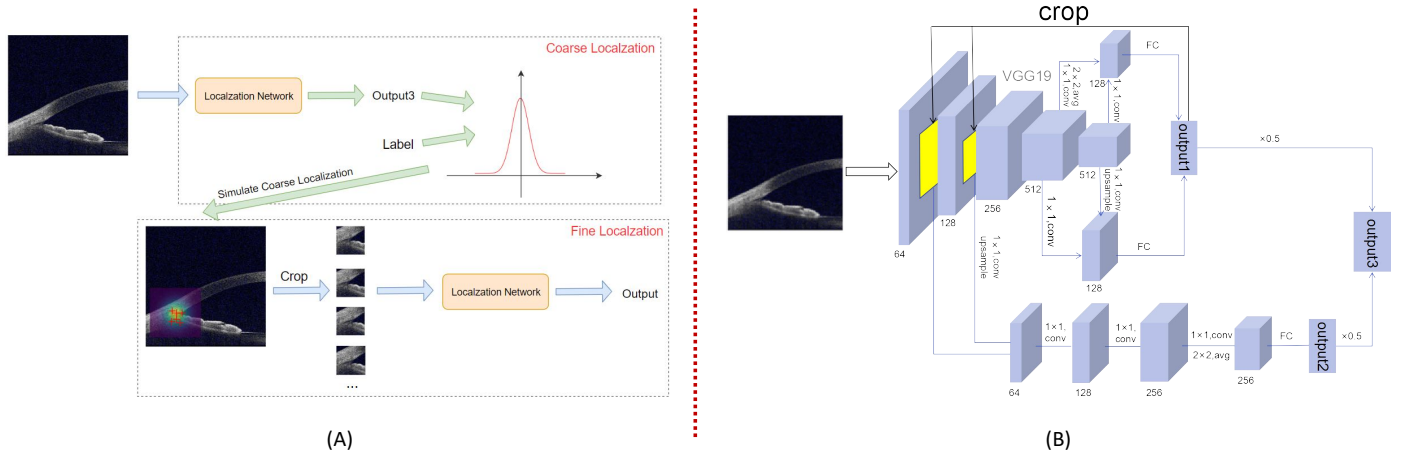 Coarse Localzation
Localzation Network
Output3
Label
Simulate Coarse Localization
Fine Localzation
Crop
Localzation Network
Output
...
(A)
crop
VGG19
FC
2×2,avg
1×1,conv
128
1×1,conv
output1
×0.5
512
512
256
128
64
1×1,conv
upsample
1×1,conv
1×1,conv
upsample
FC
128
output3
1×1,
conv
1×1,
conv
1×1,conv
2×2,avg
FC
output2
×0.5
64
128
256
256
(B)